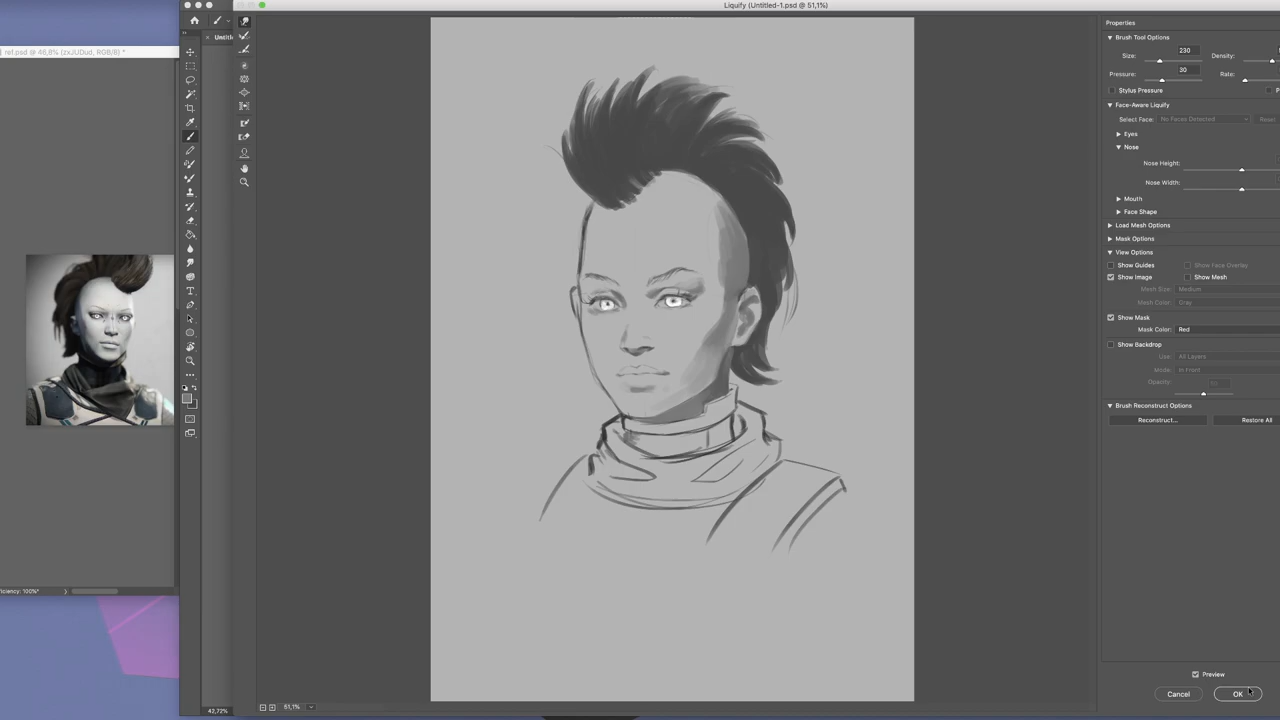 Liquify (Untitled-1.psd @ 51,1%)
ref.psd @ 46,8% (zxJUDud, RGB/8) *
Properties
Brush Tool Options
Size: 230 Density:
Pressure: 30 Rate:
Stylus Pressure
Face-Aware Liquify
Select Face: No Faces Detected Reset
Eyes
Nose
Nose Height:
Nose Width:
Mouth
Face Shape
Load Mesh Options
Mask Options
View Options
Show Guides Show Face Overlay
Show Image Show Mesh
Mesh Size: Medium
Mesh Color: Gray
Show Mask
Mask Color: Red
Show Backdrop
Use: All Layers
Mode: In Front
Opacity: 50
Brush Reconstruct Options
Reconstruct... Restore All
Preview
Cancel OK
ciency: 100%*
42,72%
51,1%